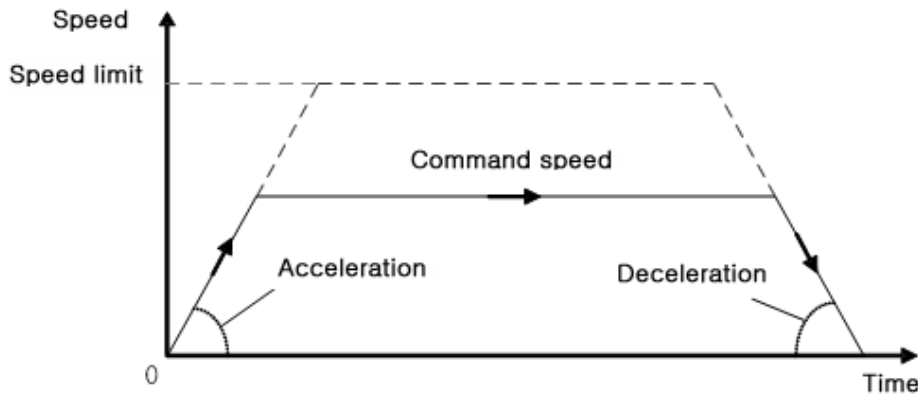 Speed
Speed limit
Command speed
Acceleration
Deceleration
0
Time